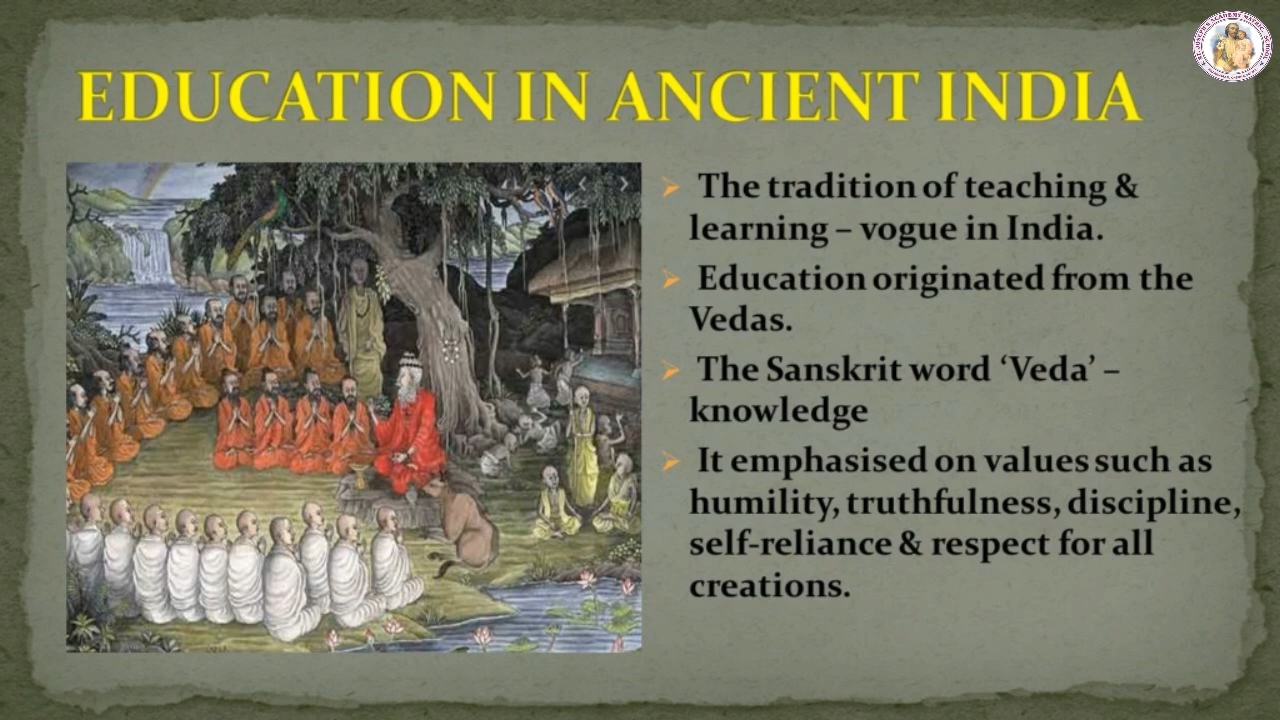 EDUCATION IN ANCIENT INDIA
The tradition of teaching &
learning – vogue in India.
Education originated from the
Vedas.
The Sanskrit word ‘Veda’ –
knowledge
It emphasised on values such as
humility, truthfulness, discipline,
self-reliance & respect for all
creations.